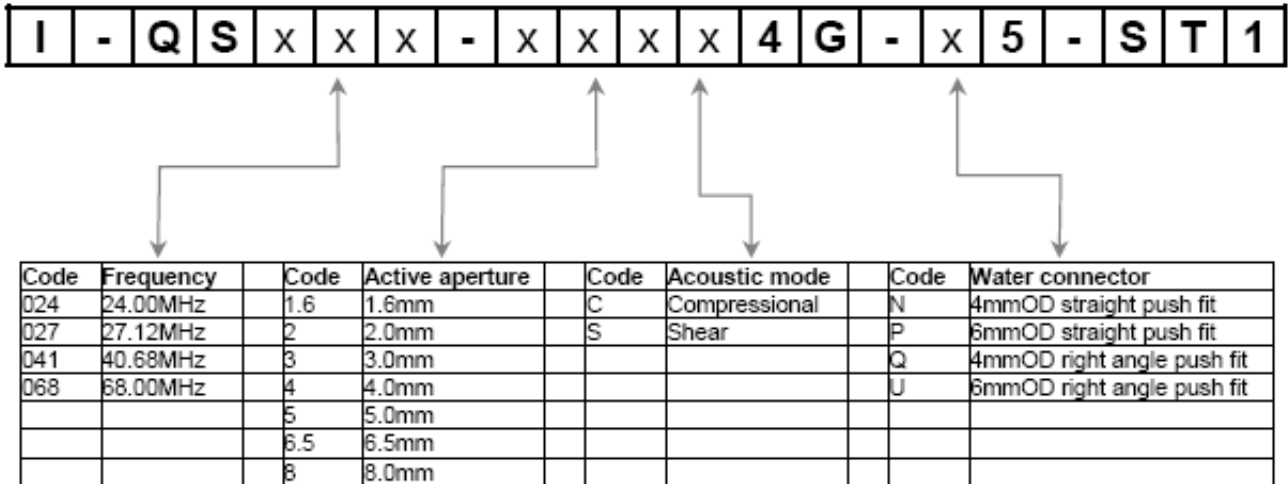 I - Q S x x x - x x x x 4 G - x 5 - S T 1
Code Frequency Code Active aperture Code Acoustic mode Code Water connector
024 24.00MHz 1.6 1.6mm C Compressional N 4mmOD straight push fit
027 27.12MHz 2 2.0mm S Shear P 6mmOD straight push fit
041 40.68MHz 3 3.0mm Q 4mmOD right angle push fit
068 68.00MHz 4 4.0mm U 6mmOD right angle push fit
5 5.0mm
6.5 6.5mm
8 8.0mm